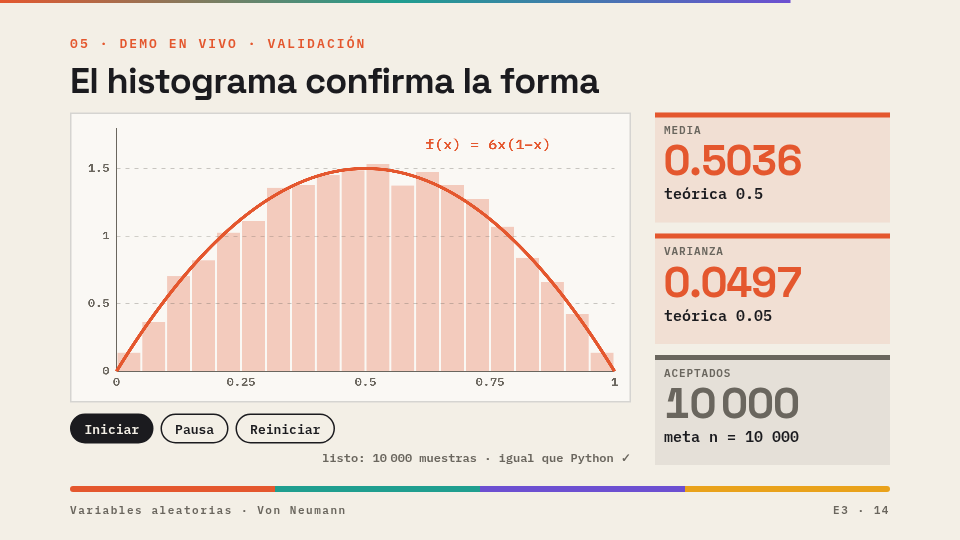 05 · DEMO EN VIVO · VALIDACIÓN
El histograma confirma la forma
f(x) = 6x(1−x)
1.5
1
0.5
0
0 0.25 0.5 0.75 1
MEDIA
0.5036
teórica 0.5
VARIANZA
0.0497
teórica 0.05
ACEPTADOS
10 000
meta n = 10 000
Iniciar Pausa Reiniciar
listo: 10 000 muestras · igual que Python ✓
Variables aleatorias · Von Neumann
E3 · 14